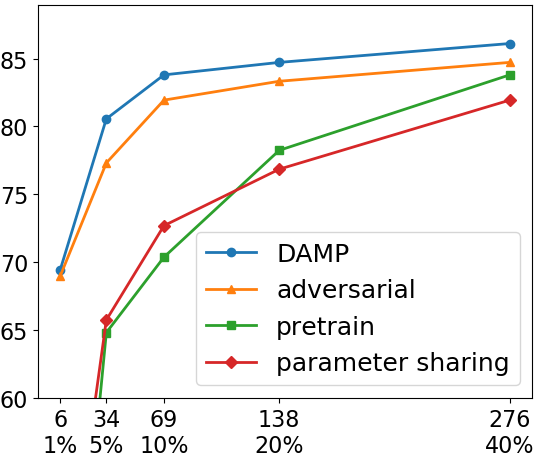 85
80
75
70
65
60
DAMP
adversarial
pretrain
parameter sharing
6 34 69 138 276
1% 5% 10% 20% 40%